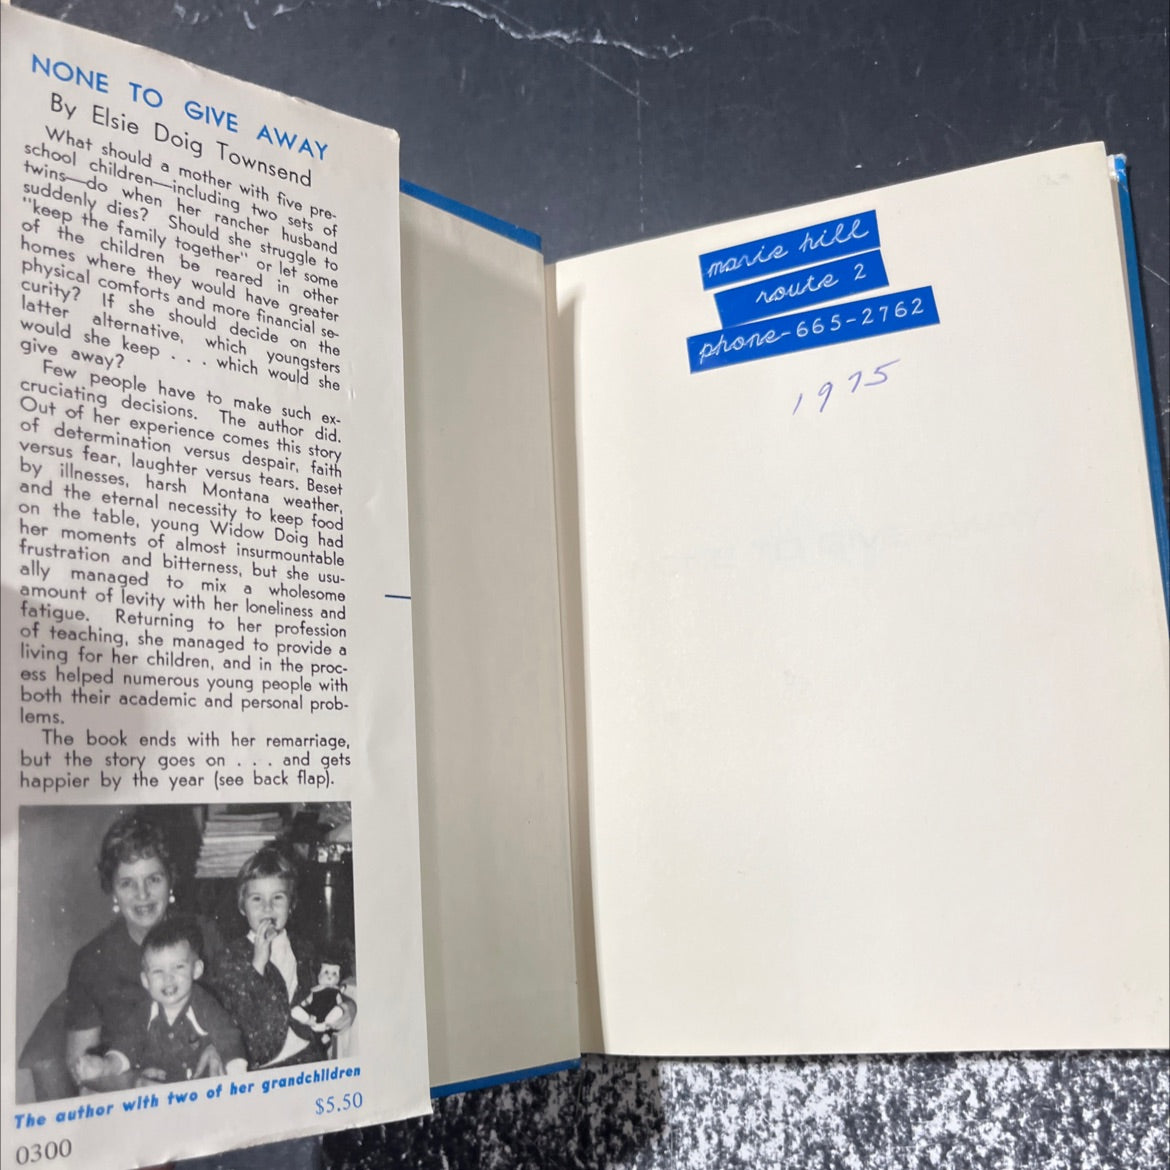 NONE TO GIVE AWAY
By Elsie Doig Townsend
What should a mother with five pre-
school children—including two sets of
twins—do when her rancher husband
suddenly dies? Should she struggle to
"keep the family together" or let some
of the children be reared in other
homes where they would have greater
physical comforts and more financial se-
curity? If she should decide on the
latter alternative, which youngsters
would she keep . . . which would she
give away?
Few people have to make such ex-
cruciating decisions. The author did.
Out of her experience comes this story
of determination versus despair, faith
versus fear, laughter versus tears. Beset
by illnesses, harsh Montana weather,
and the eternal necessity to keep food
on the table, young Widow Doig had
her moments of almost insurmountable
frustration and bitterness, but she usu-
ally managed to mix a wholesome
amount of levity with her loneliness and
fatigue. Returning to her profession
of teaching, she managed to provide a
living for her children, and in the proc-
ess helped numerous young people with
both their academic and personal prob-
lems.
The book ends with her remarriage,
but the story goes on . . . and gets
happier by the year (see back flap).
The author with two of her grandchildren
$5.50
0300
marie hill
route 2
phone-665-2762
1975